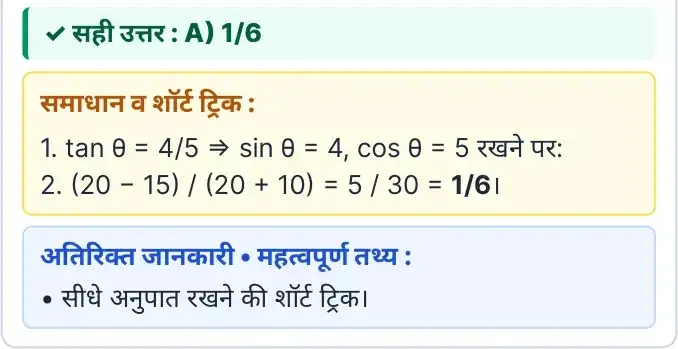 ✓ सही उत्तर : A) 1/6
समाधान व शॉर्ट ट्रिक :
1. tan θ = 4/5 ⇒ sin θ = 4, cos θ = 5 रखने पर:
2. (20 − 15) / (20 + 10) = 5 / 30 = 1/6।
अतिरिक्त जानकारी • महत्वपूर्ण तथ्य :
• सीधे अनुपात रखने की शॉर्ट ट्रिक।